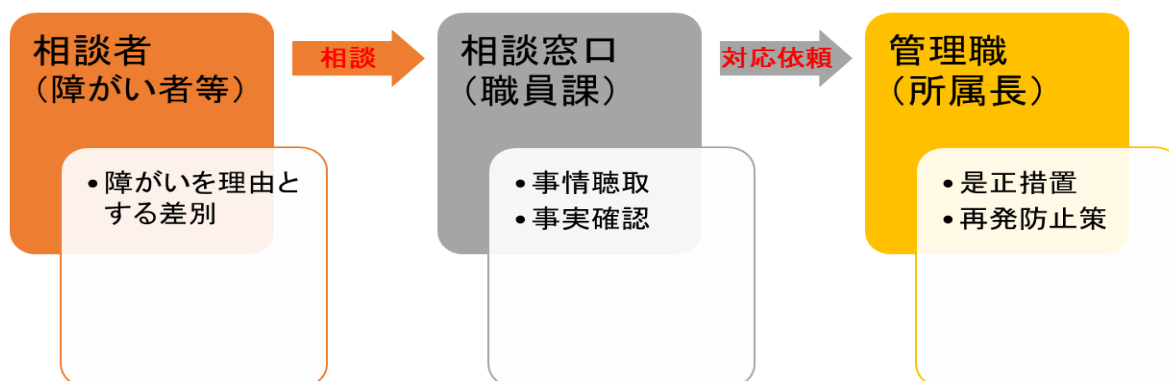 相談者
（障がい者等）
相談
相談窓口
（職員課）
対応依頼
管理職
（所属長）
•障がいを理由と
する差別
•事情聴取
•事実確認
•是正措置
•再発防止策